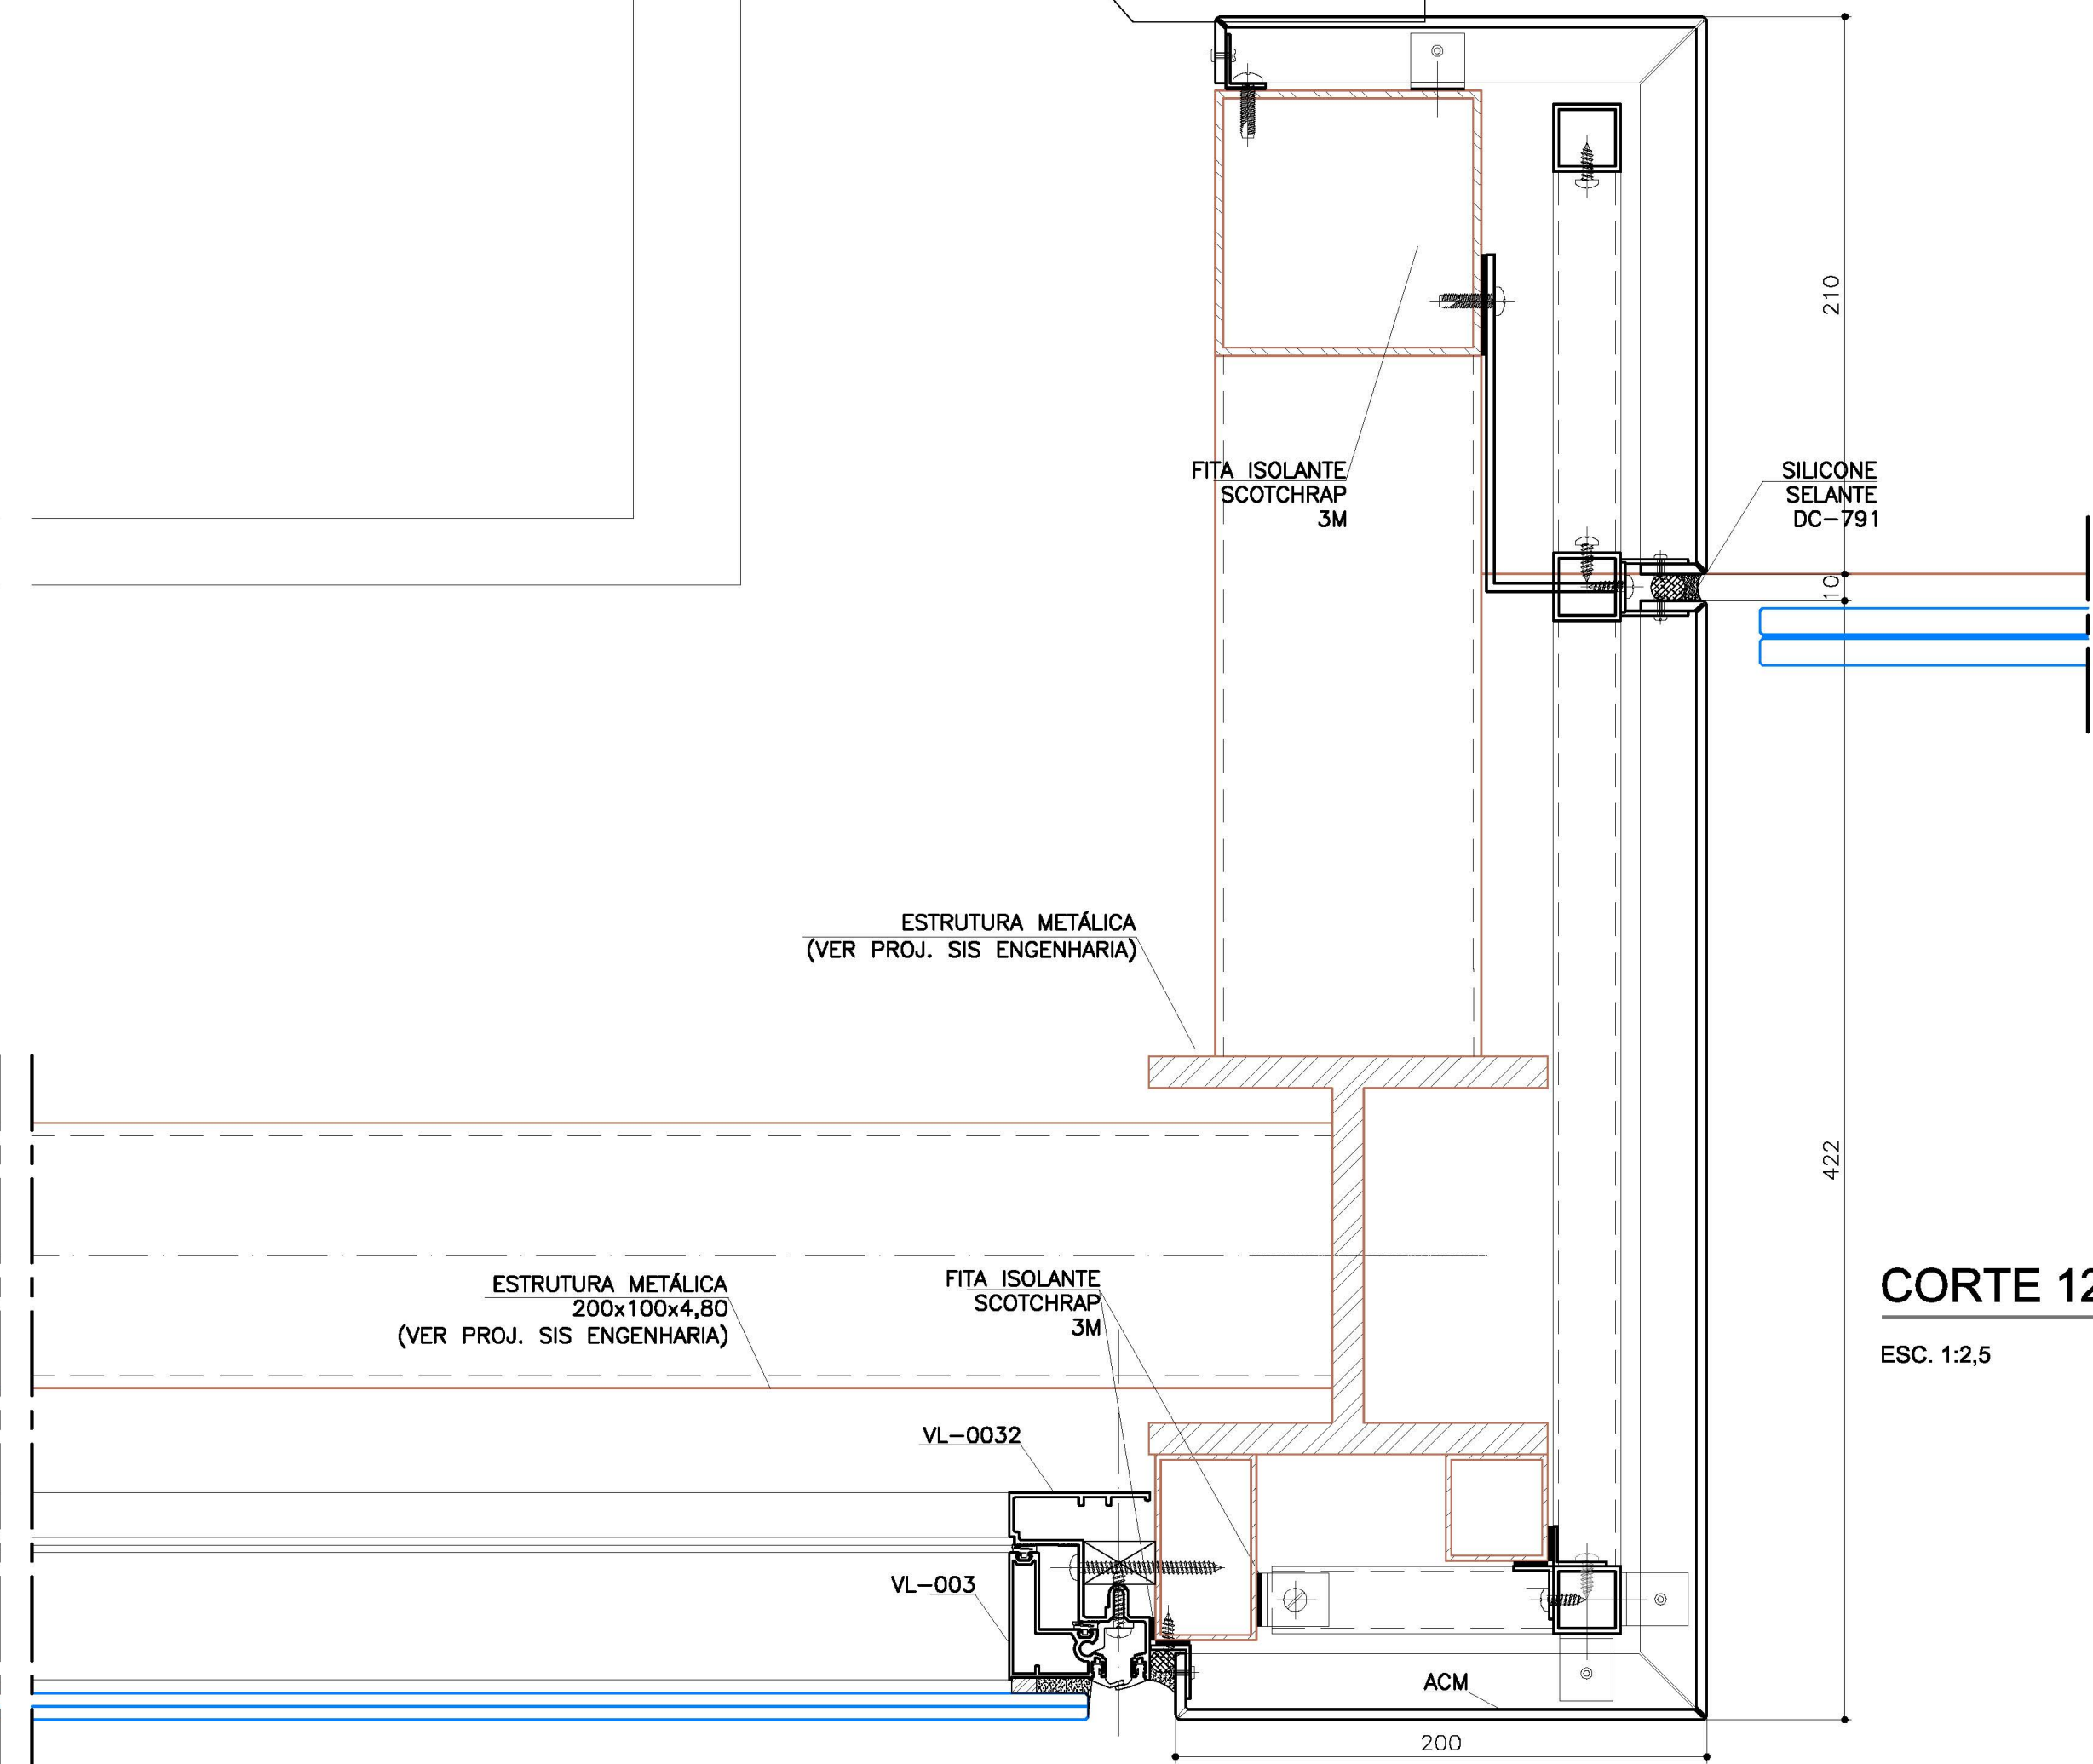 210
FITA ISOLANTE
SCOTCHRAP
3M
SILICONE
SELANTE
DC-791
10
ESTRUTURA METÁLICA
(VER PROJ. SIS ENGENHARIA)
422
ESTRUTURA METÁLICA
200x100x4,80
(VER PROJ. SIS ENGENHARIA)
FITA ISOLANTE
SCOTCHRAP
3M
CORTE 12
ESC. 1:2,5
VL-0032
VL-003
ACM
200